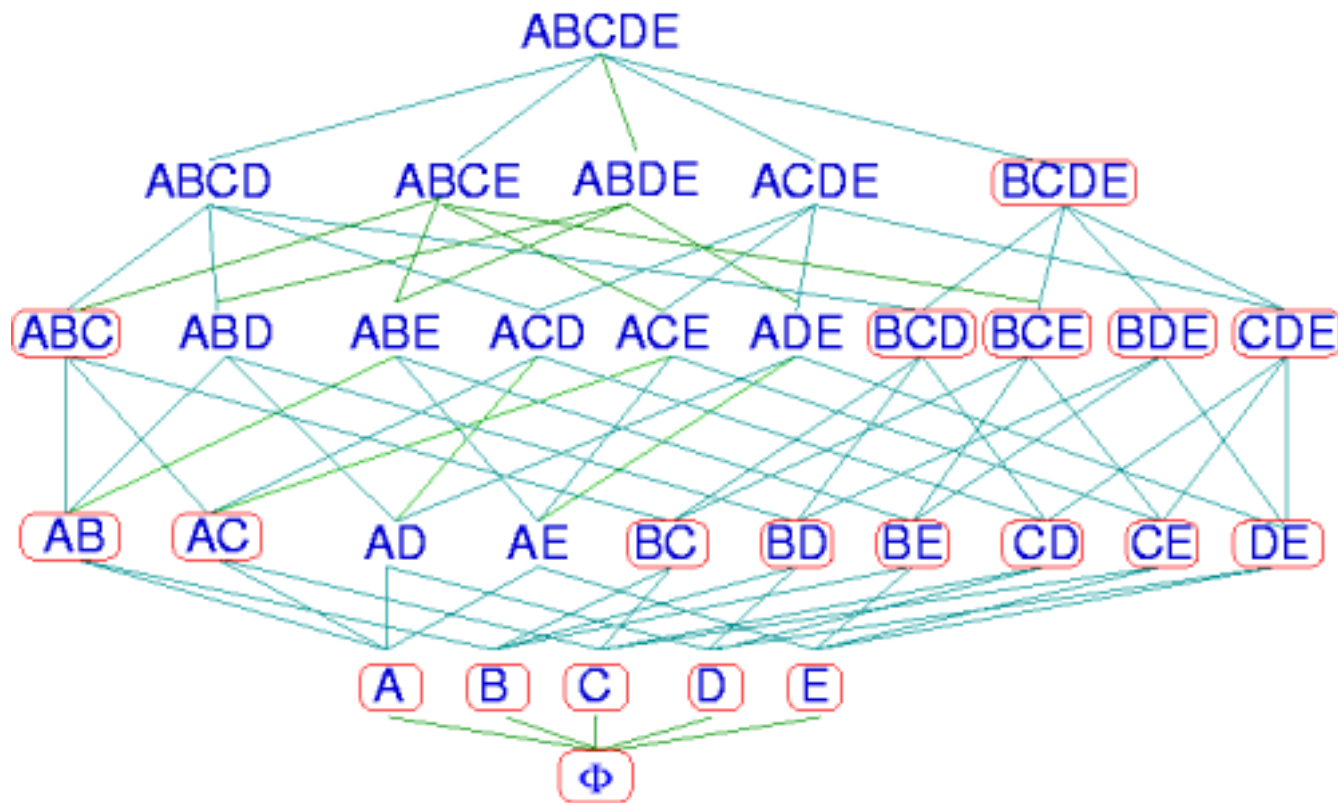 ABCDE
ABCD ABCE ABDE ACDE BCDE
ABC ABD ABE ACD ACE ADE BCD BCE BDE CDE
AB AC AD AE BC BD BE CD CE DE
A B C D E
Φ